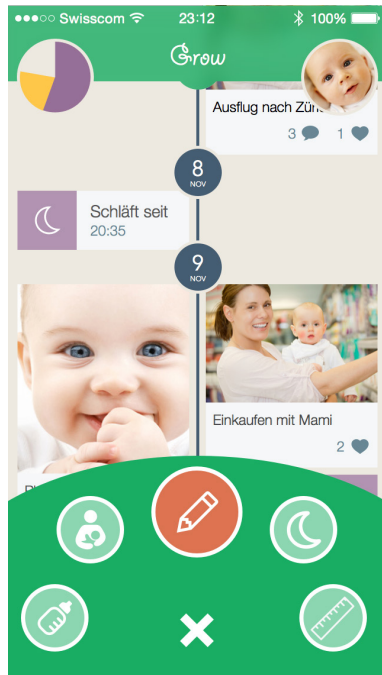 Swisscom 23:12 100%
Grow
Ausflug nach Zür
3 1
8
NOV
Schläft seit
20:35
9
NOV
Einkaufen mit Mami
2